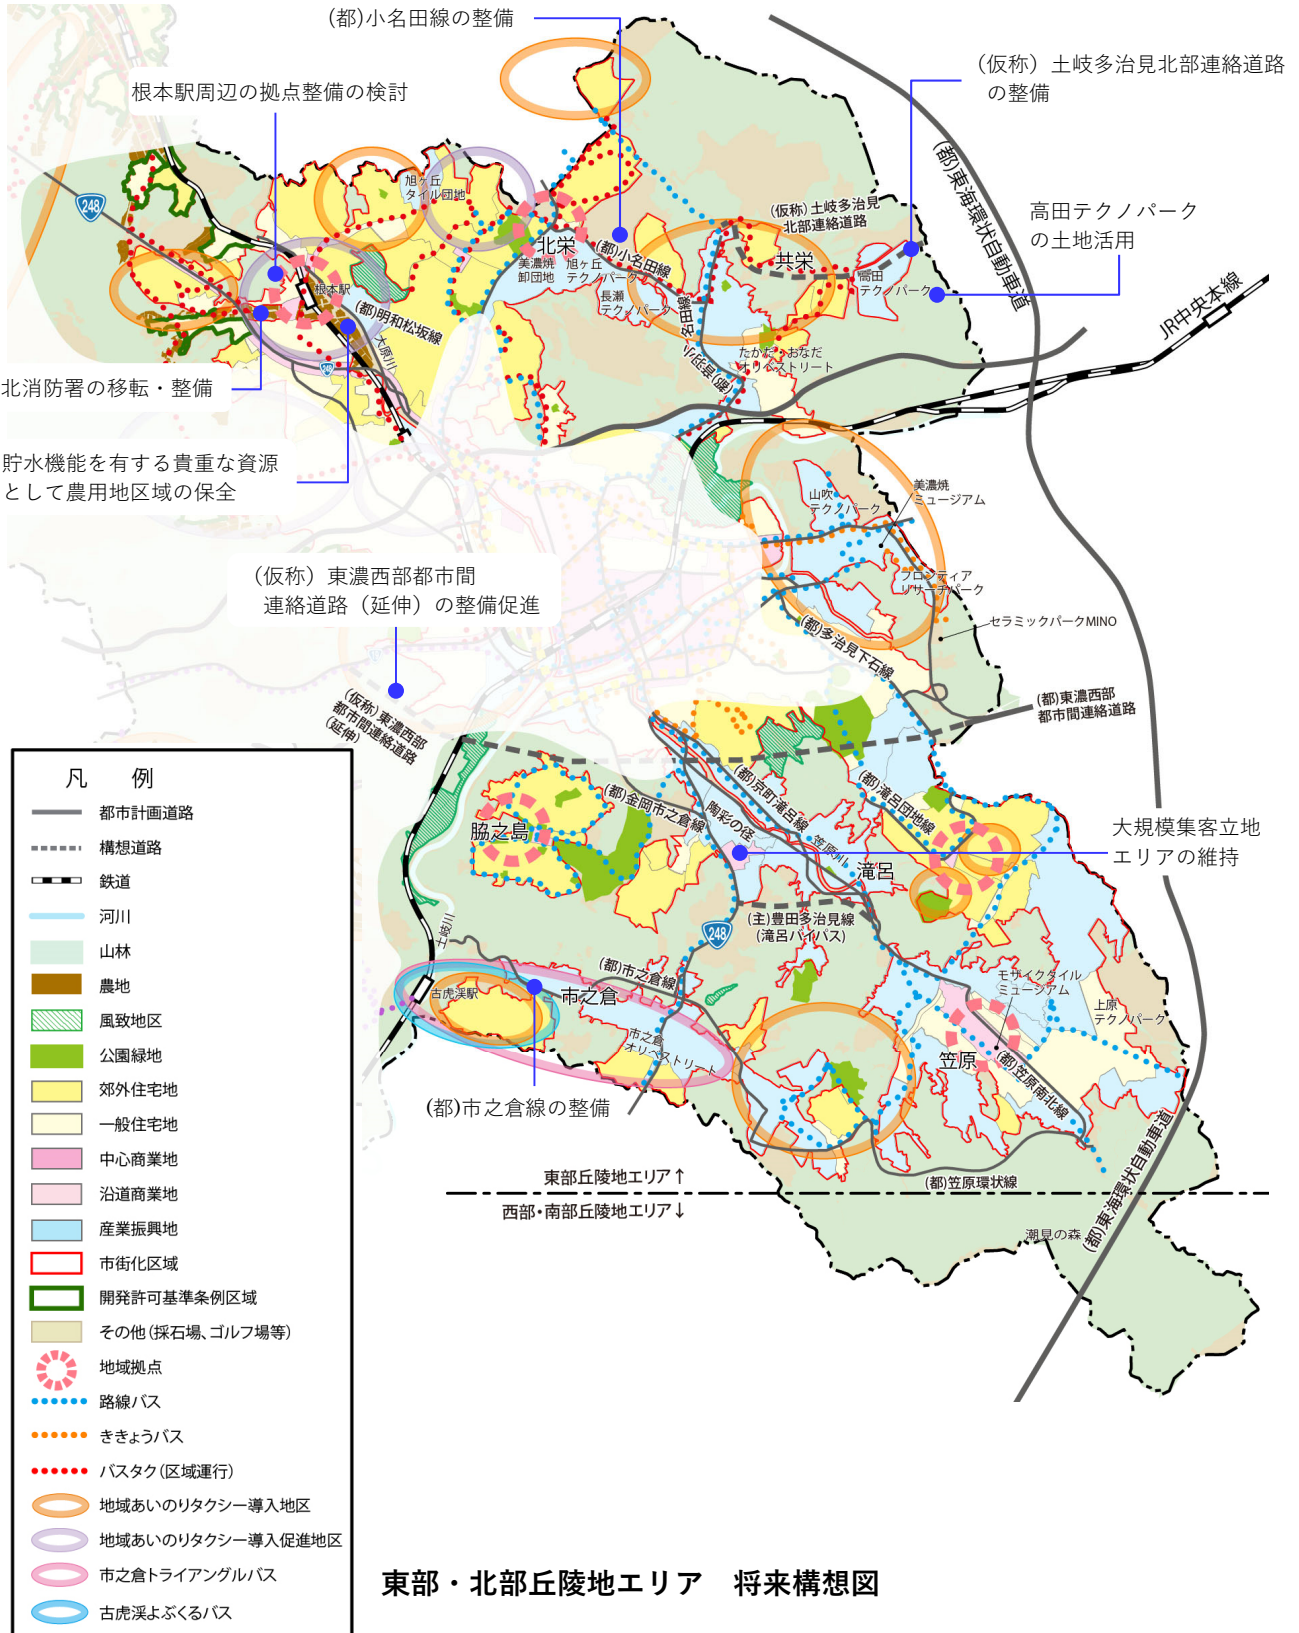 (都)小名田線の整備
(仮称）土岐多治見北部連絡道路
の整備
根本駅周辺の拠点整備の検討
(都)東海環状自動車道
旭ヶ丘
タイル団地
248
(仮称)土岐多治見
北部連絡道路
高田テクノパーク
の土地活用
北栄
(都)小名田線
共栄
美濃焼
卸団地
旭ヶ丘
テクノパーク
高田
テクノパーク
根本駅
長瀬
テクノパーク
(都)明和松坂線
JR中央本線
大原川
248
たかた・おなだ
オリベストリート
北消防署の移転・整備
貯水機能を有する貴重な資源
として農用地区域の保全
山吹
テクノパーク
美濃焼
ミュージアム
(仮称）東濃西部都市間
連絡道路（延伸）の整備促進
フロンティア
リサーチパーク
セラミックパークMINO
(都)多治見下石線
(仮称)東濃西部
都市間連絡道路
(延伸)
(都)東濃西部
都市間連絡道路
(都)金岡市之倉線
(都)京町滝呂線
(都)滝呂団地線
脇之島
陶彩の径
笠原川
滝呂
大規模集客立地
エリアの維持
(主)豊田多治見線
(滝呂バイパス)
248
土岐川
(都)市之倉線
古虎渓駅
市之倉
モザイクタイル
ミュージアム
上原
テクノパーク
市之倉
オリベストリート
笠原
(都)笠原南北線
(都)市之倉線の整備
(都)東海環状自動車道
東部丘陵地エリア↑
(都)笠原環状線
西部・南部丘陵地エリア↓
潮見の森
凡　例
都市計画道路
構想道路
鉄道
河川
山林
農地
風致地区
公園緑地
郊外住宅地
一般住宅地
中心商業地
沿道商業地
産業振興地
市街化区域
開発許可基準条例区域
その他(採石場、ゴルフ場等)
地域拠点
路線バス
ききょうバス
バスタク(区域運行)
地域あいのりタクシー導入地区
地域あいのりタクシー導入促進地区
市之倉トライアングルバス
古虎渓よぶくるバス
東部・北部丘陵地エリア　将来構想図